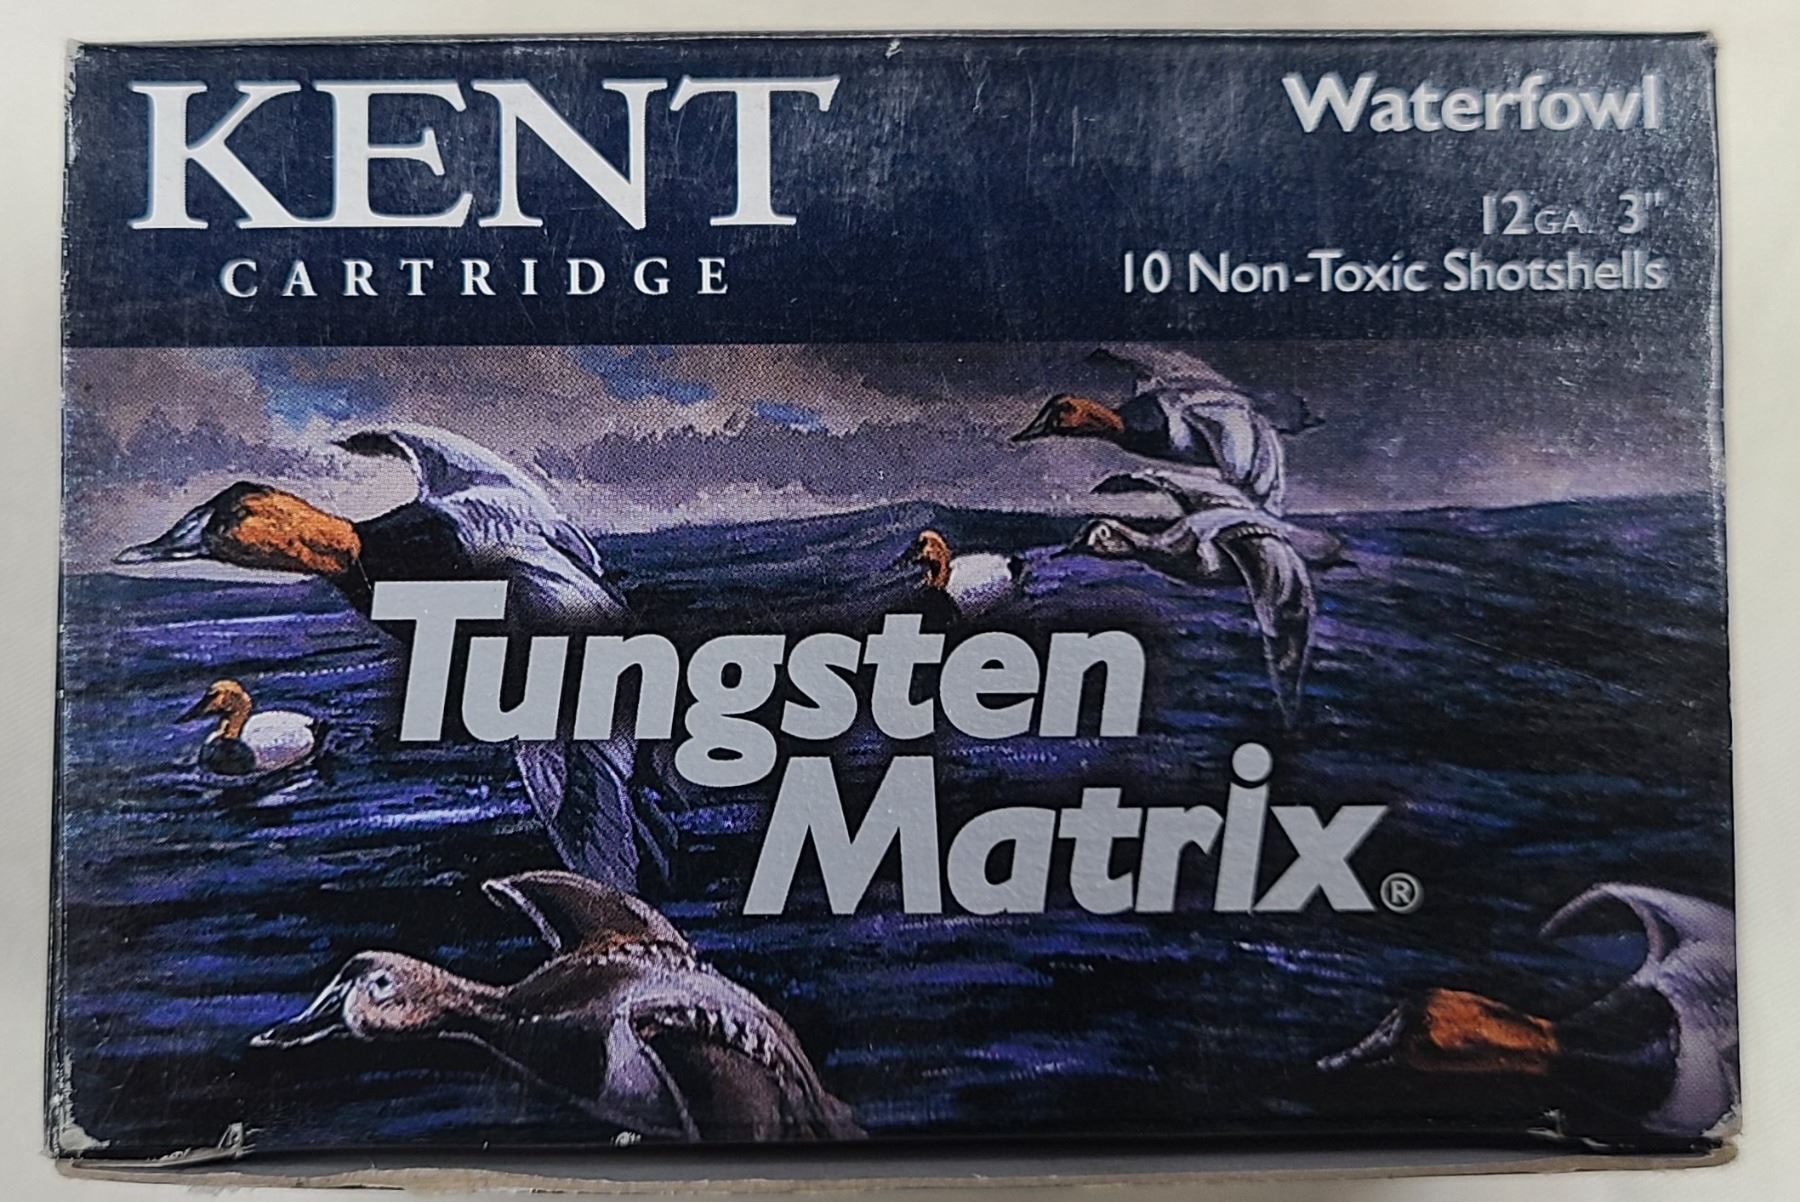 KENT
CARTRIDGE
Waterfowl
12GA. 3"
10 Non-Toxic Shotshells
Tungsten
Matrix®